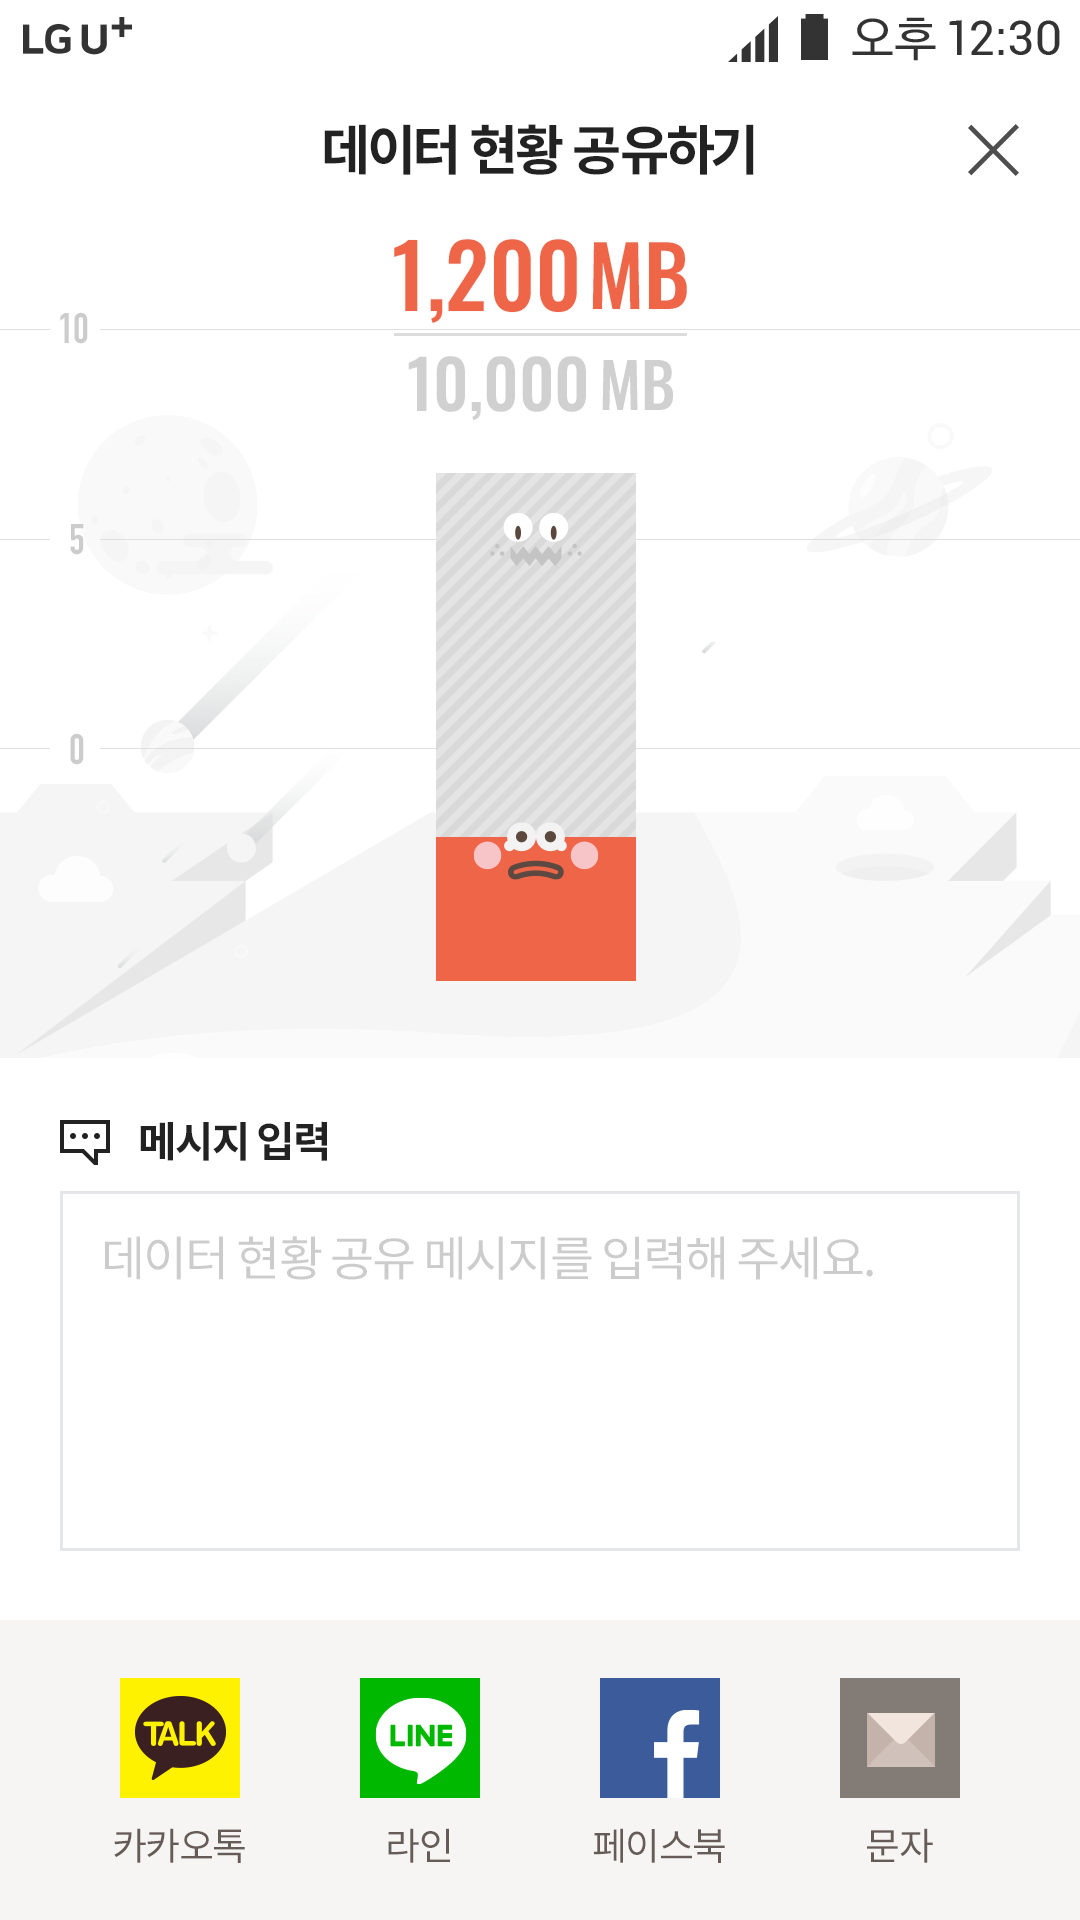 LG U+ 오후 12:30
데이터 현황 공유하기
1,200 MB
10
10,000 MB
5
0
메시지 입력
데이터 현황 공유 메시지를 입력해 주세요.
TALK LINE f
카카오톡 라인 페이스북 문자